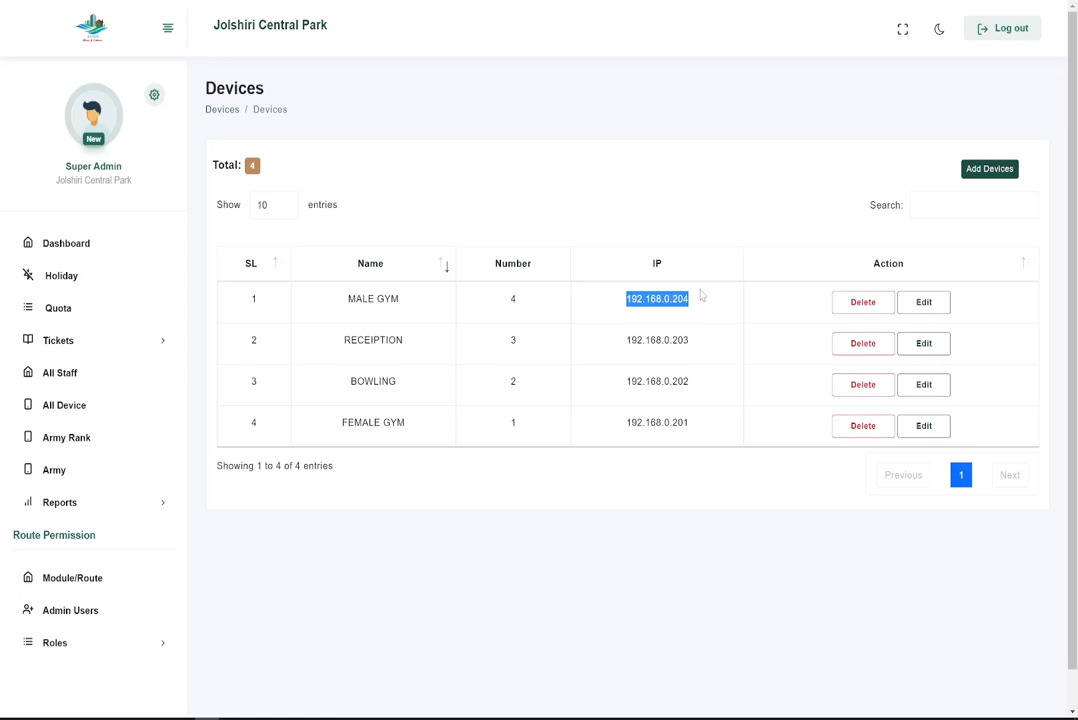 Jolshiri Central Park
Log out
New
Super Admin
Jolshiri Central Park
Dashboard
Holiday
Quota
Tickets
All Staff
All Device
Army Rank
Army
Reports
Route Permission
Module/Route
Admin Users
Roles
Devices
Devices / Devices
Total: 4
Add Devices
Show 10 entries
Search:
SL Name Number IP Action
1 MALE GYM 4 192.168.0.204 Delete Edit
2 RECEIPTION 3 192.168.0.203 Delete Edit
3 BOWLING 2 192.168.0.202 Delete Edit
4 FEMALE GYM 1 192.168.0.201 Delete Edit
Showing 1 to 4 of 4 entries
Previous 1 Next